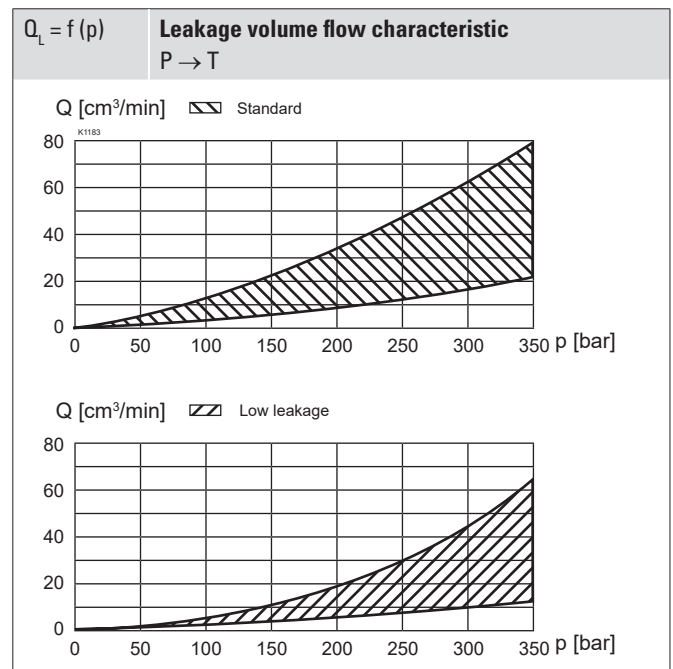 Q_L = f (p) Leakage volume flow characteristic
P → T
Q [cm³/min] Standard
K1183
80
60
40
20
0
0 50 100 150 200 250 300 350 p [bar]
Q [cm³/min] Low leakage
80
60
40
20
0
0 50 100 150 200 250 300 350 p [bar]